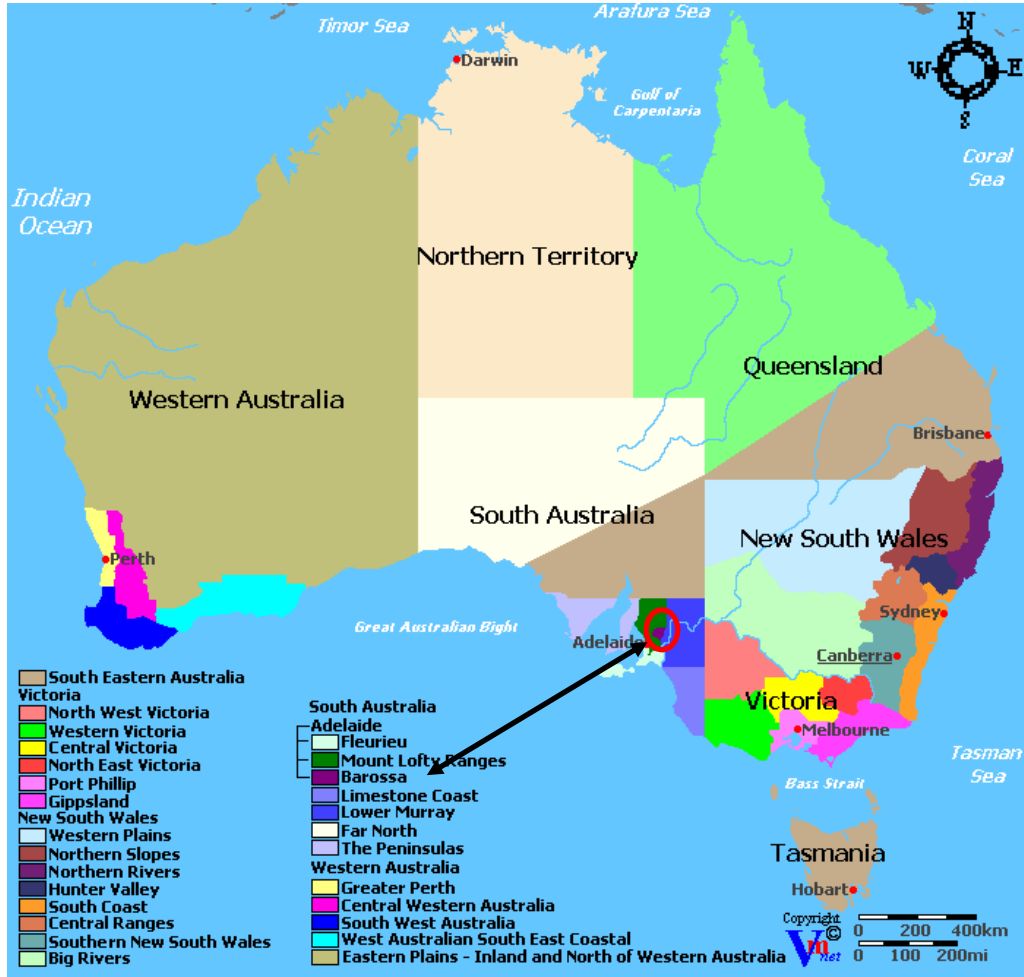 Timor Sea
Arafura Sea
N
W
E
S
Darwin
Gulf of
Carpentaria
Coral
Sea
Indian
Ocean
Northern Territory
Queensland
Western Australia
Brisbane
South Australia
New South Wales
Perth
Sydney
Great Australian Bight
Adelaide
Canberra
Victoria
Melbourne
Tasman
Sea
Bass Strait
Tasmania
Hobart
South Eastern Australia
Victoria
North West Victoria
Western Victoria
Central Victoria
North East Victoria
Port Phillip
Gippsland
New South Wales
Western Plains
Northern Slopes
Northern Rivers
Hunter Valley
South Coast
Central Ranges
Southern New South Wales
Big Rivers
South Australia
Adelaide
Fleurieu
Mount Lofty Ranges
Barossa
Limestone Coast
Lower Murray
Far North
The Peninsulas
Western Australia
Greater Perth
Central Western Australia
South West Australia
West Australian South East Coastal
Eastern Plains - Inland and North of Western Australia
Copyright
©
Vmnet
0 200 400km
0 100 200mi